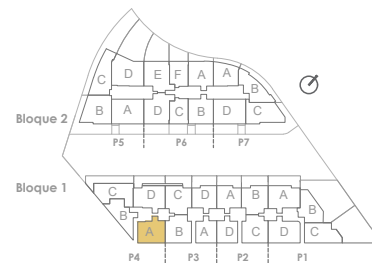 C D E F A A B
Bloque 2
B A D C B D C
P5 P6 P7
Bloque 1
C D C D A B A B
B A B A D C D C
P4 P3 P2 P1